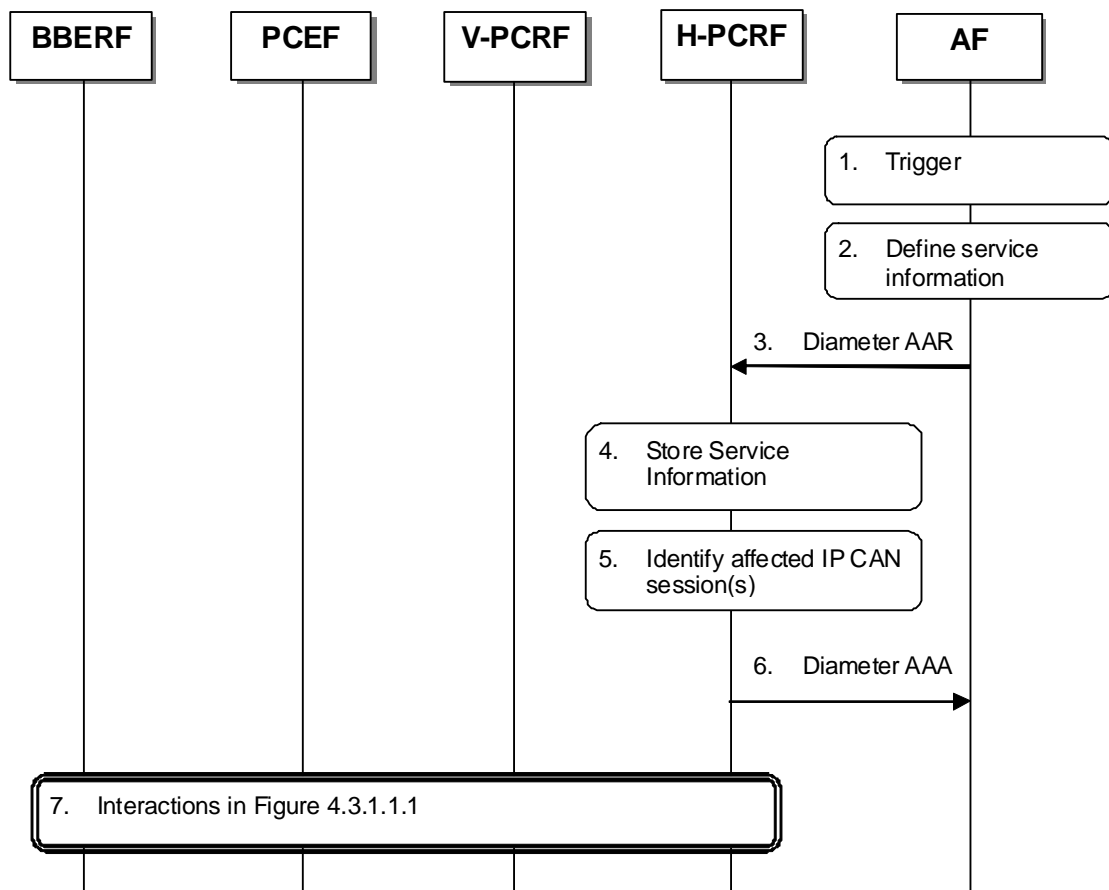 BBERF
PCEF
V-PCRF
H-PCRF
AF
1. Trigger
2. Define service
information
3. Diameter AAR
4. Store Service
Information
5. Identify affected IP CAN
session(s)
6. Diameter AAA
7. Interactions in Figure 4.3.1.1.1